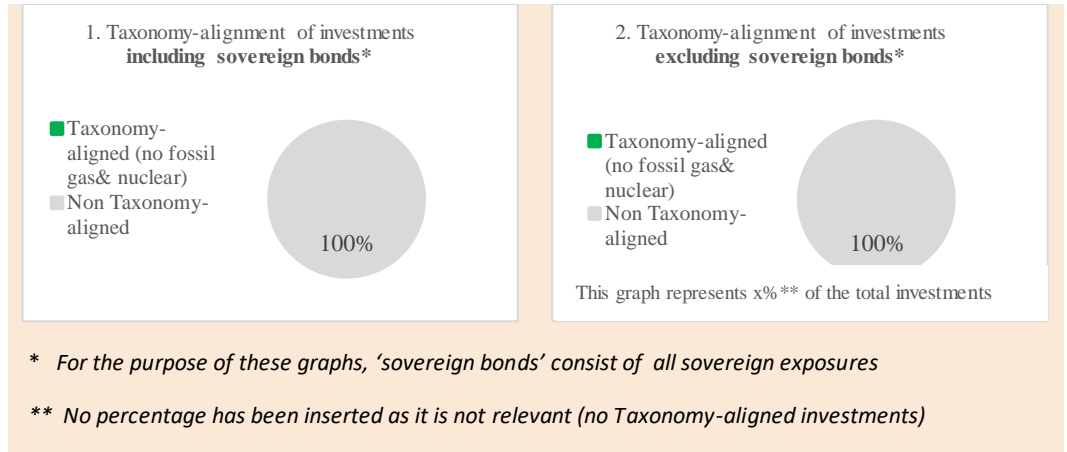 1. Taxonomy-alignment of investments
including sovereign bonds*
Taxonomy-
aligned (no fossil
gas& nuclear)
Non Taxonomy-
aligned
100%
2. Taxonomy-alignment of investments
excluding sovereign bonds*
Taxonomy-aligned
(no fossil gas&
nuclear)
Non Taxonomy-
aligned
100%
This graph represents x%** of the total investments
* For the purpose of these graphs, ‘sovereign bonds’ consist of all sovereign exposures
** No percentage has been inserted as it is not relevant (no Taxonomy-aligned investments)